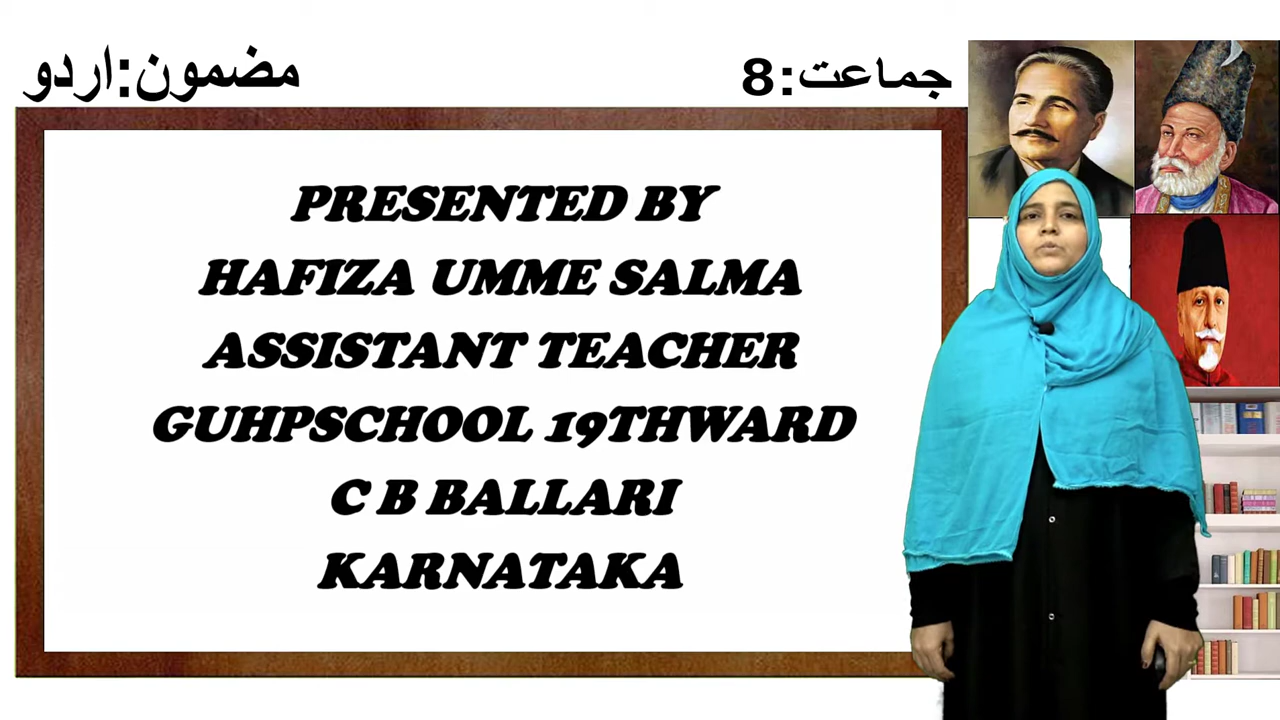 جماعت:8
مضمون:اردو
PRESENTED BY
HAFIZA UMME SALMA
ASSISTANT TEACHER
GUHPSCHOOL 19THWARD
C B BALLARI
KARNATAKA